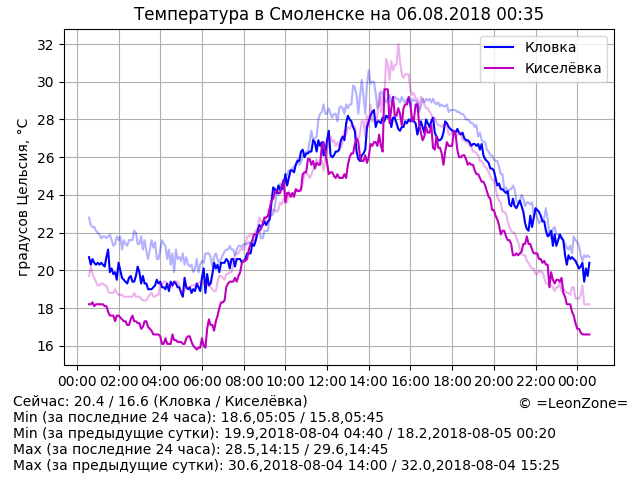 Температура в Смоленске на 06.08.2018 00:35
градусов Цельсия, °C
32
30
28
26
24
22
20
18
16
Кловка
Киселёвка
00:00 02:00 04:00 06:00 08:00 10:00 12:00 14:00 16:00 18:00 20:00 22:00 00:00
Сейчас: 20.4 / 16.6 (Кловка / Киселёвка)
© =LeonZone=
Min (за последние 24 часа): 18.6,05:05 / 15.8,05:45
Min (за предыдущие сутки): 19.9,2018-08-04 04:40 / 18.2,2018-08-05 00:20
Max (за последние 24 часа): 28.5,14:15 / 29.6,14:45
Max (за предыдущие сутки): 30.6,2018-08-04 14:00 / 32.0,2018-08-04 15:25